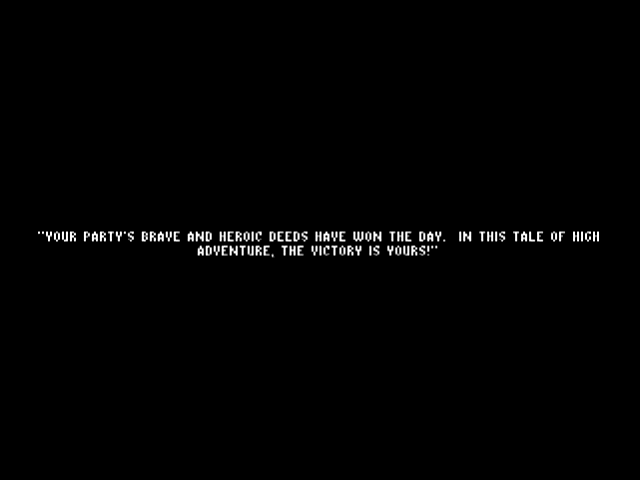 "YOUR PARTY'S BRAVE AND HEROIC DEEDS HAVE WON THE DAY.  IN THIS TALE OF HIGH
ADVENTURE, THE VICTORY IS YOURS!"